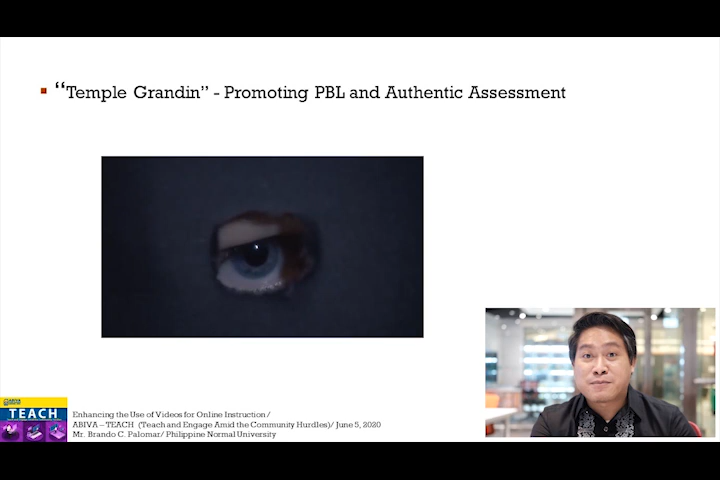 “Temple Grandin” - Promoting PBL and Authentic Assessment
TEACH
Enhancing the Use of Videos for Online Instruction /
ABIVA – TEACH (Teach and Engage Amid the Community Hurdles)/ June 5, 2020
Mr. Brando C. Palomar/ Philippine Normal University